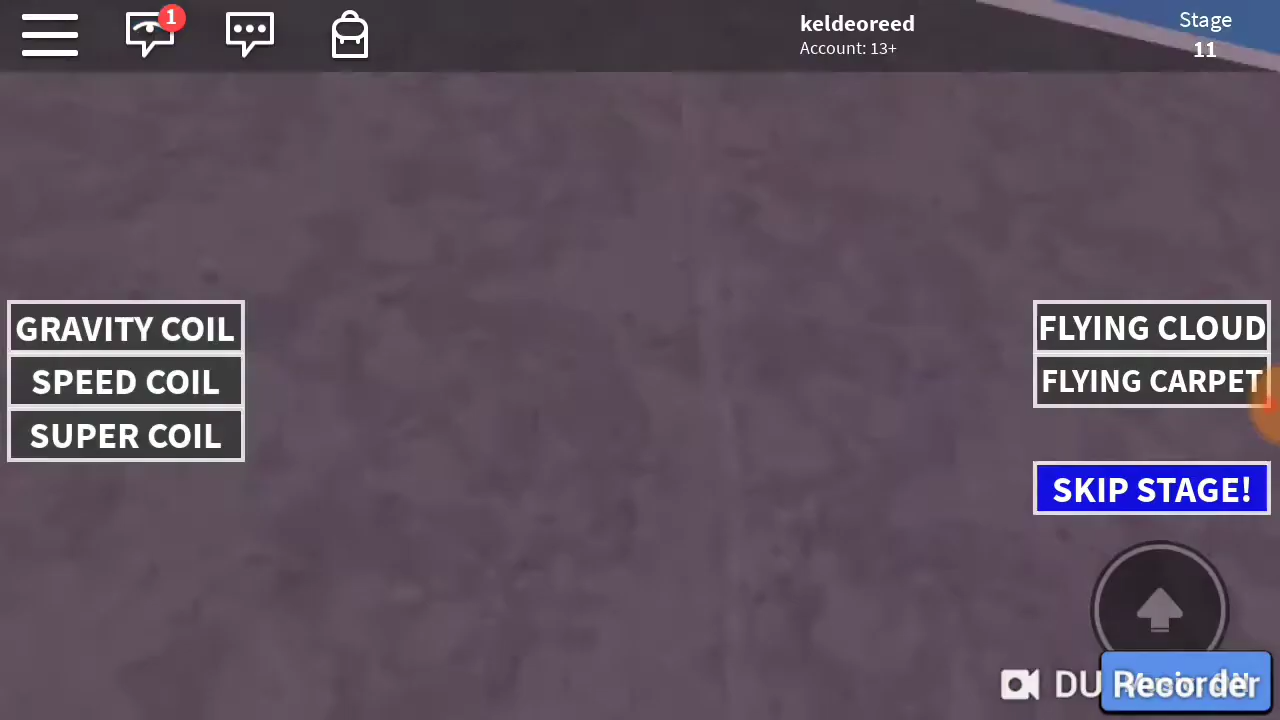 1
keldeoreed
Account: 13+
Stage
11
GRAVITY COIL
SPEED COIL
SUPER COIL
FLYING CLOUD
FLYING CARPET
SKIP STAGE!
DU Recorder